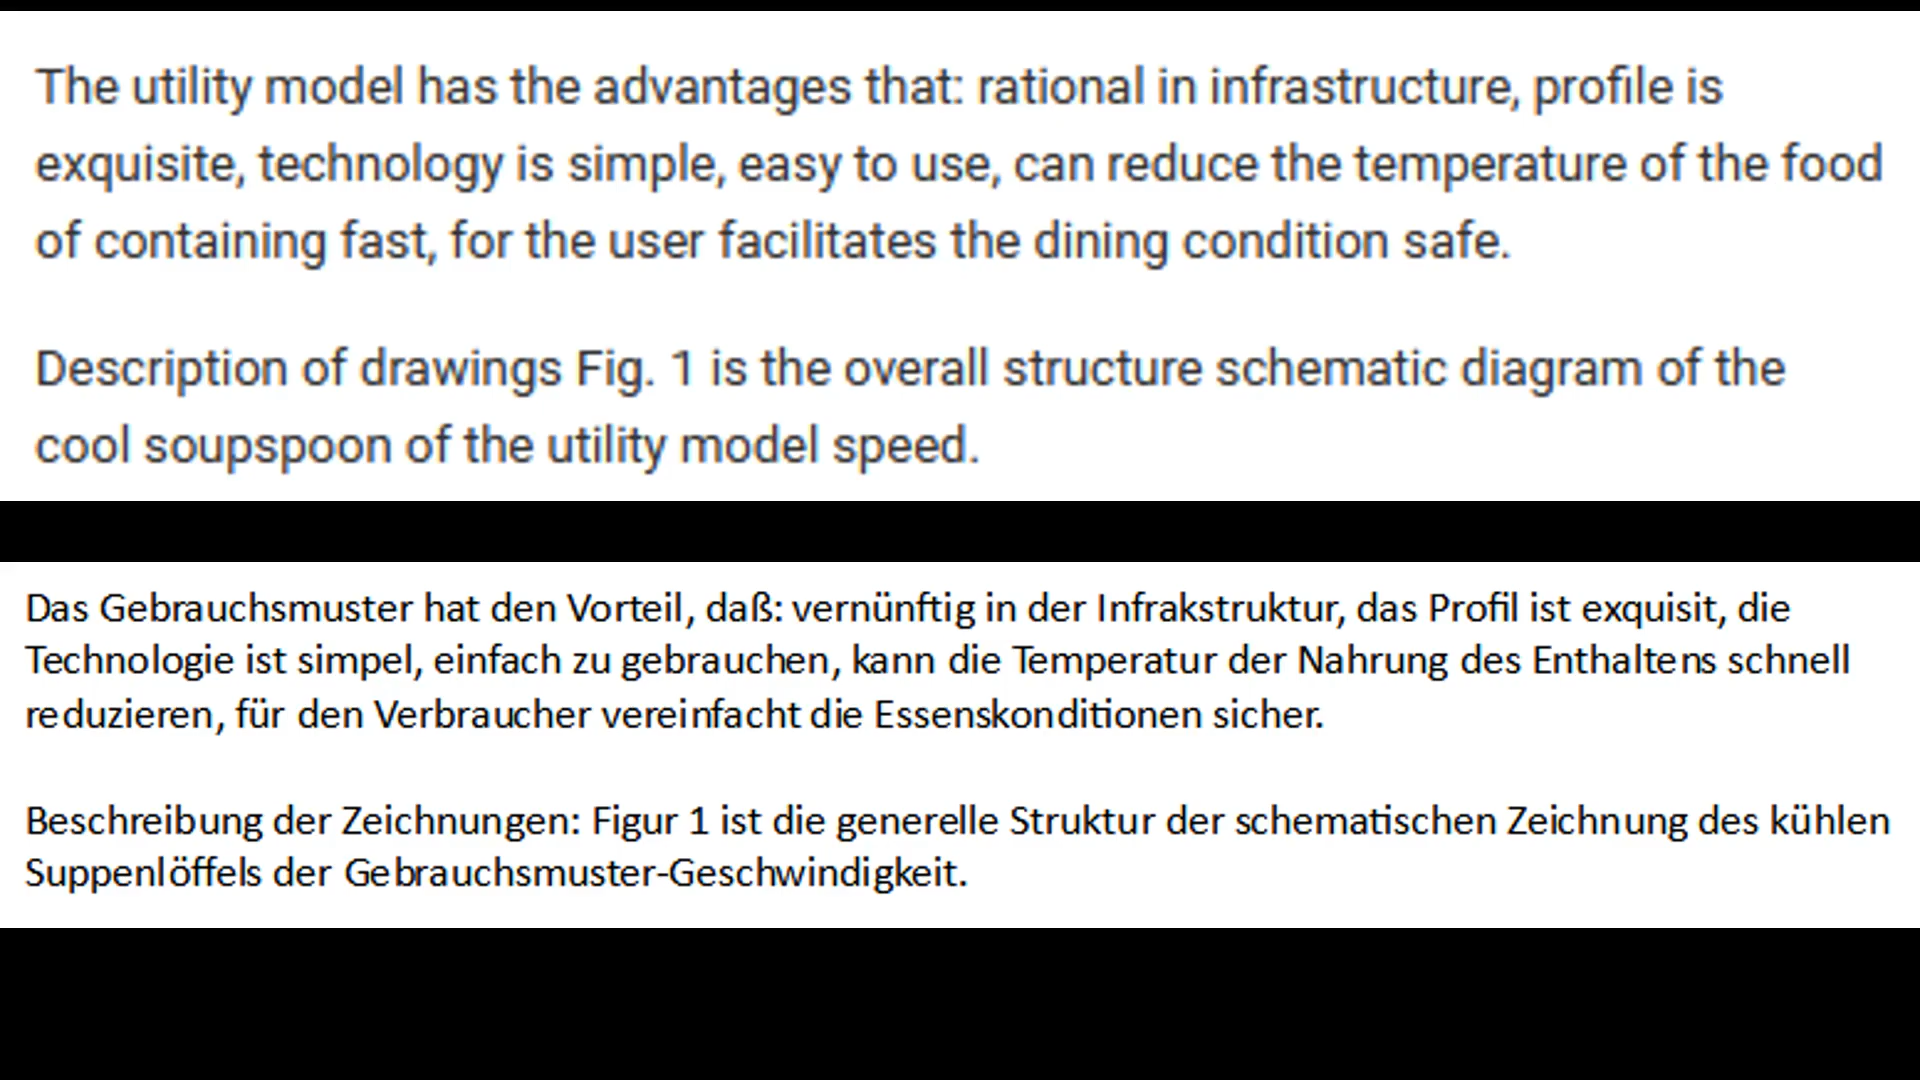 The utility model has the advantages that: rational in infrastructure, profile is
exquisite, technology is simple, easy to use, can reduce the temperature of the food
of containing fast, for the user facilitates the dining condition safe.
Description of drawings Fig. 1 is the overall structure schematic diagram of the
cool soupspoon of the utility model speed.
Das Gebrauchsmuster hat den Vorteil, daß: vernünftig in der Infrakstruktur, das Profil ist exquisit, die
Technologie ist simpel, einfach zu gebrauchen, kann die Temperatur der Nahrung des Enthaltens schnell
reduzieren, für den Verbraucher vereinfacht die Essenskonditionen sicher.
Beschreibung der Zeichnungen: Figur 1 ist die generelle Struktur der schematischen Zeichnung des kühlen
Suppenlöffels der Gebrauchsmuster-Geschwindigkeit.